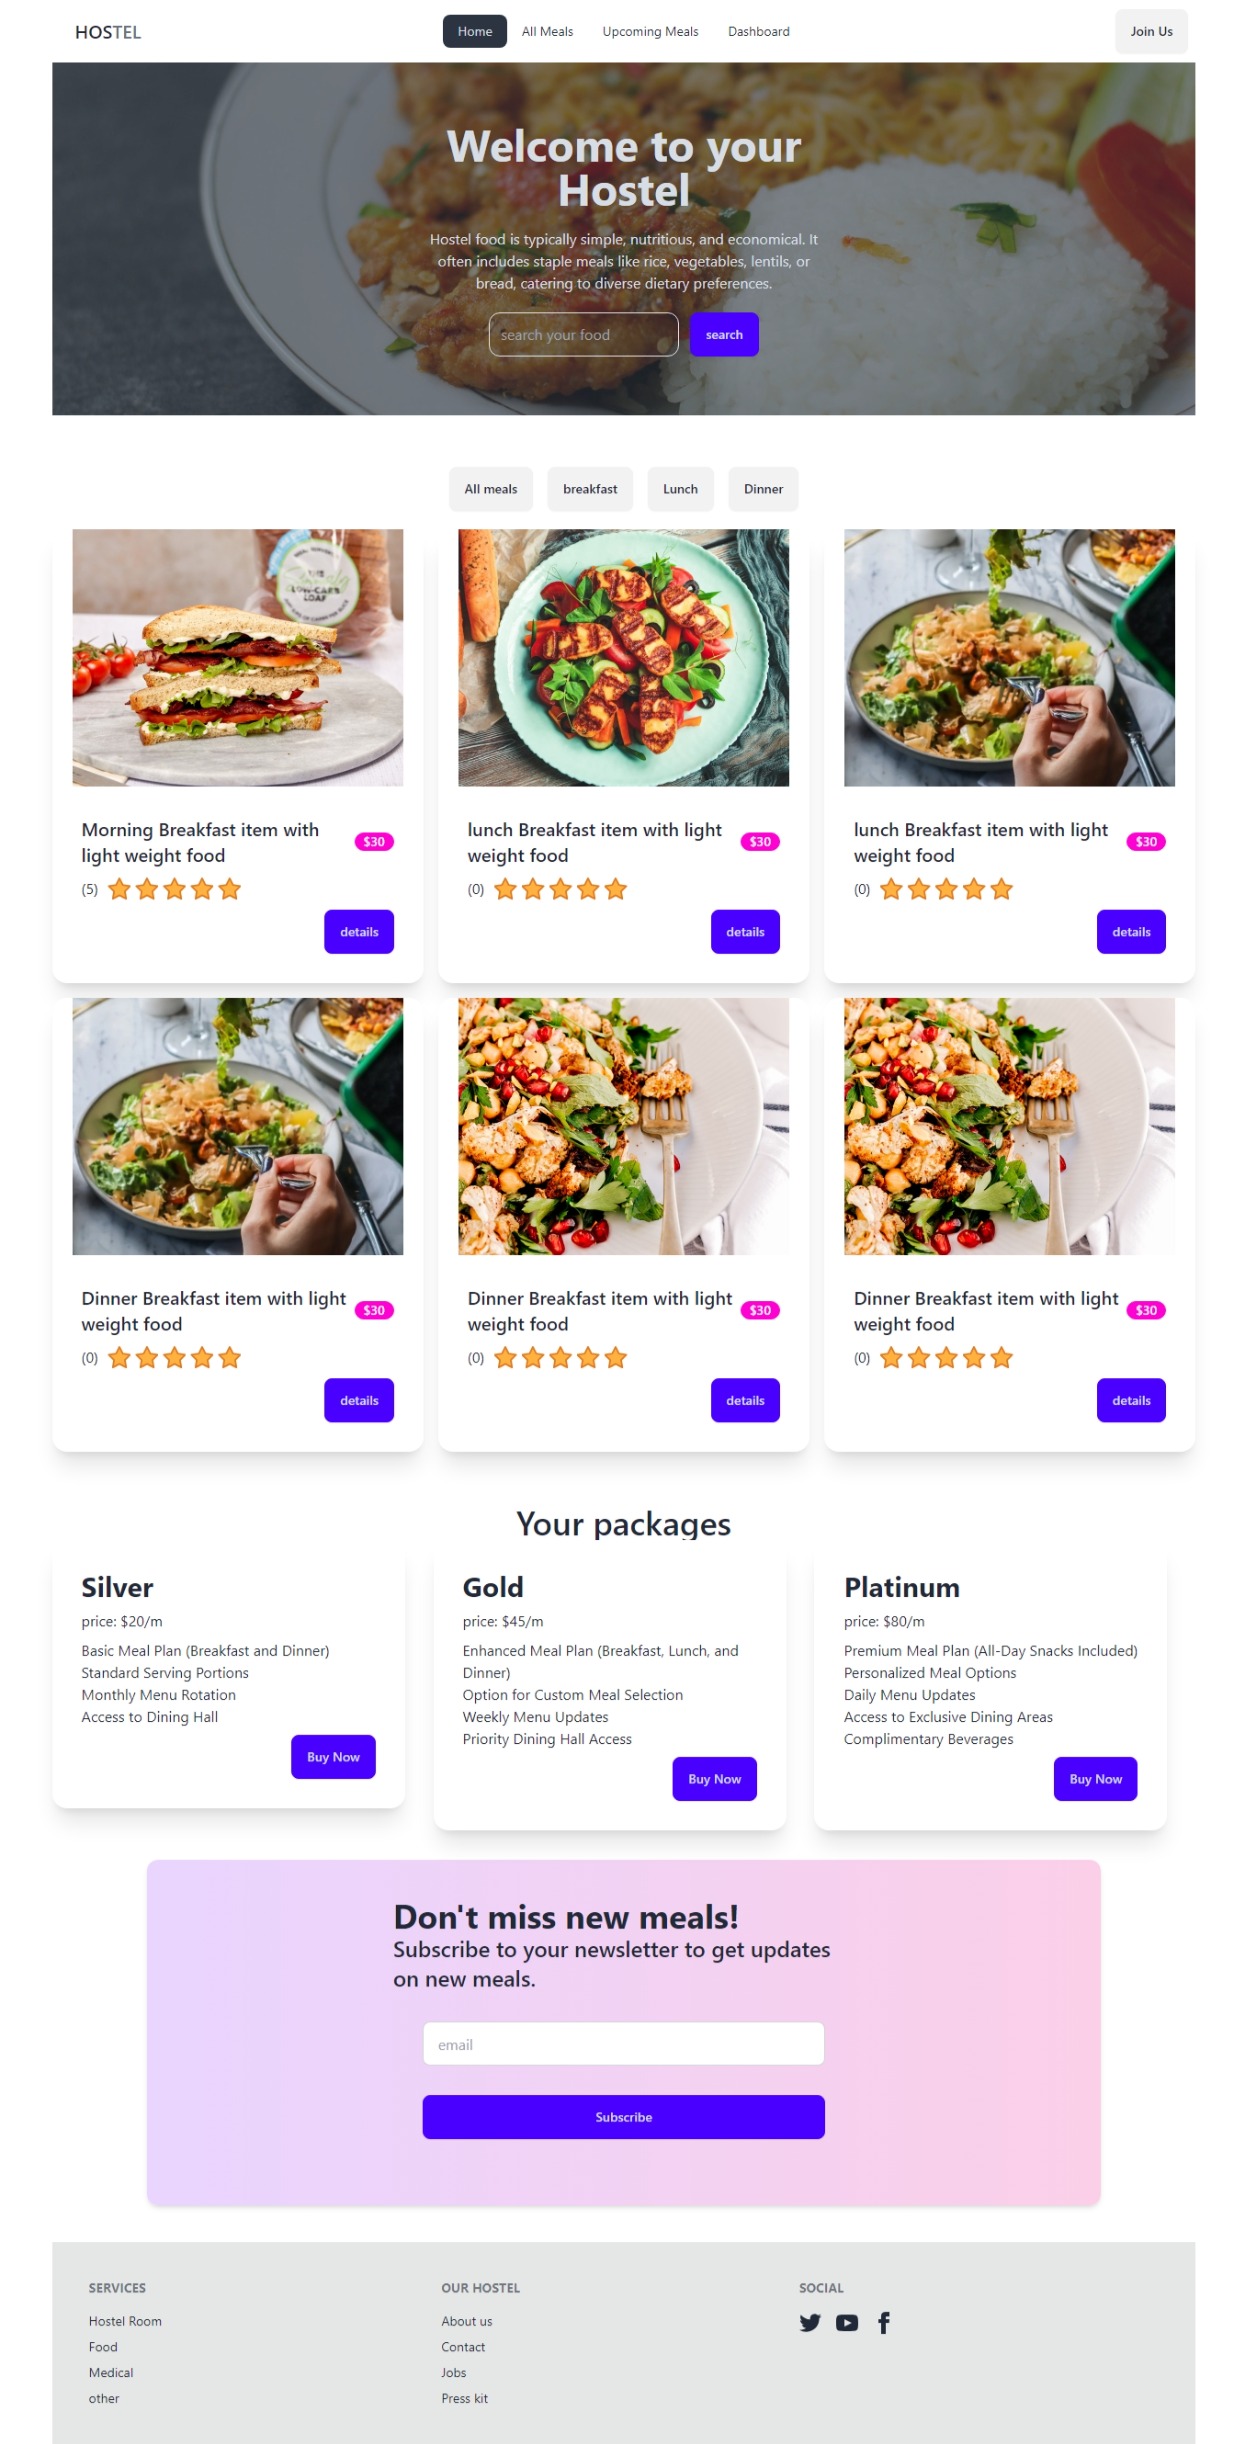 HOSTEL
Home
All Meals
Upcoming Meals
Dashboard
Join Us
Welcome to your
Hostel
Hostel food is typically simple, nutritious, and economical. It
often includes staple meals like rice, vegetables, lentils, or
bread, catering to diverse dietary preferences.
search your food
search
All meals
breakfast
Lunch
Dinner
LOW-CARB
LOAF
Morning Breakfast item with
light weight food
$30
(5)
details
lunch Breakfast item with light
weight food
$30
(0)
details
lunch Breakfast item with light
weight food
$30
(0)
details
Dinner Breakfast item with light
weight food
$30
(0)
details
Dinner Breakfast item with light
weight food
$30
(0)
details
Dinner Breakfast item with light
weight food
$30
(0)
details
Your packages
Silver
price: $20/m
Basic Meal Plan (Breakfast and Dinner)
Standard Serving Portions
Monthly Menu Rotation
Access to Dining Hall
Buy Now
Gold
price: $45/m
Enhanced Meal Plan (Breakfast, Lunch, and
Dinner)
Option for Custom Meal Selection
Weekly Menu Updates
Priority Dining Hall Access
Buy Now
Platinum
price: $80/m
Premium Meal Plan (All-Day Snacks Included)
Personalized Meal Options
Daily Menu Updates
Access to Exclusive Dining Areas
Complimentary Beverages
Buy Now
Don't miss new meals!
Subscribe to your newsletter to get updates
on new meals.
email
Subscribe
SERVICES
Hostel Room
Food
Medical
other
OUR HOSTEL
About us
Contact
Jobs
Press kit
SOCIAL